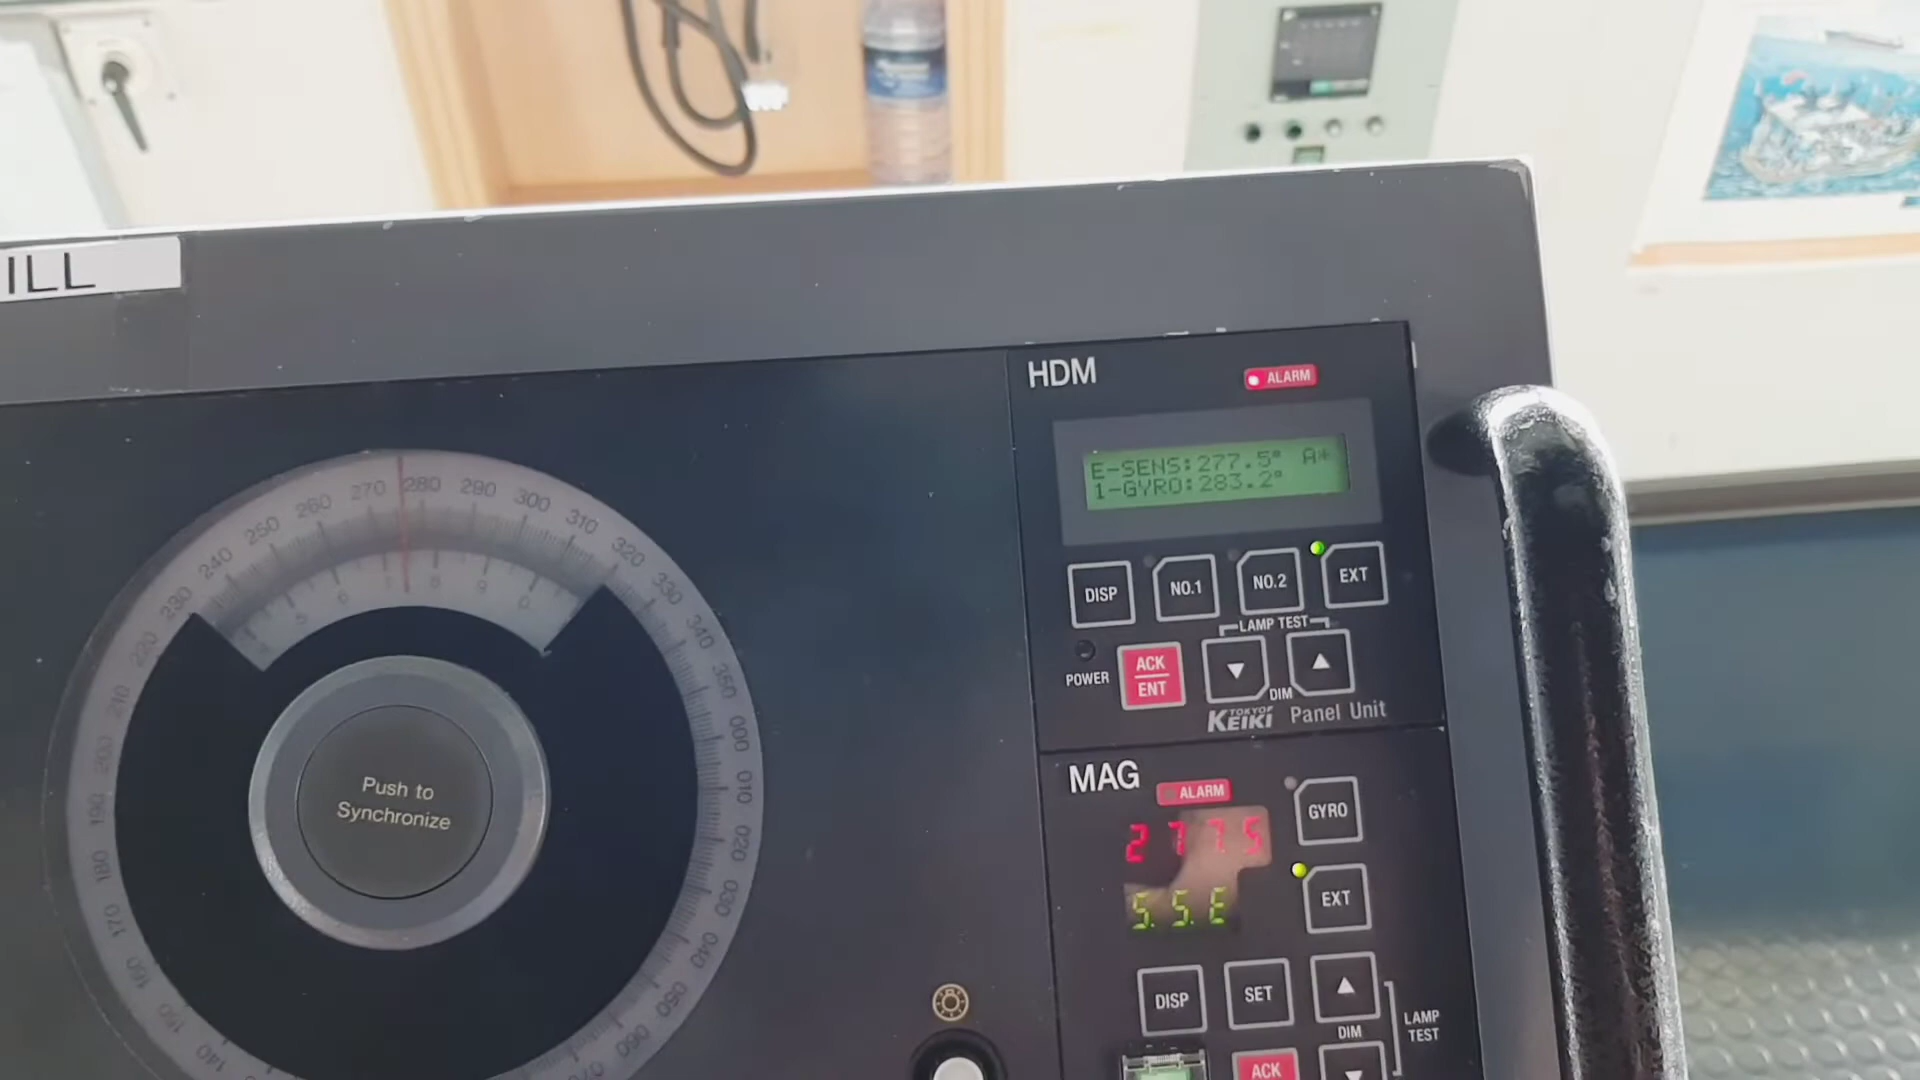 ILL
HDM
ALARM
E-SENS:277.5° A*
1-GYRO:283.2°
DISP
NO.1
NO.2
EXT
LAMP TEST
POWER
ACK
ENT
▼
▲
DIM
TOKYO
KEIKI
Panel Unit
MAG
ALARM
GYRO
2775
5.5.E
EXT
DISP
SET
▲
DIM
LAMP
TEST
ACK
▼
Push to
Synchronize
220
230
240
250
260
270
280
290
300
310
320
330
340
350
000
010
020
030
040
050
060
070
140
150
160
170
180
190
200
210